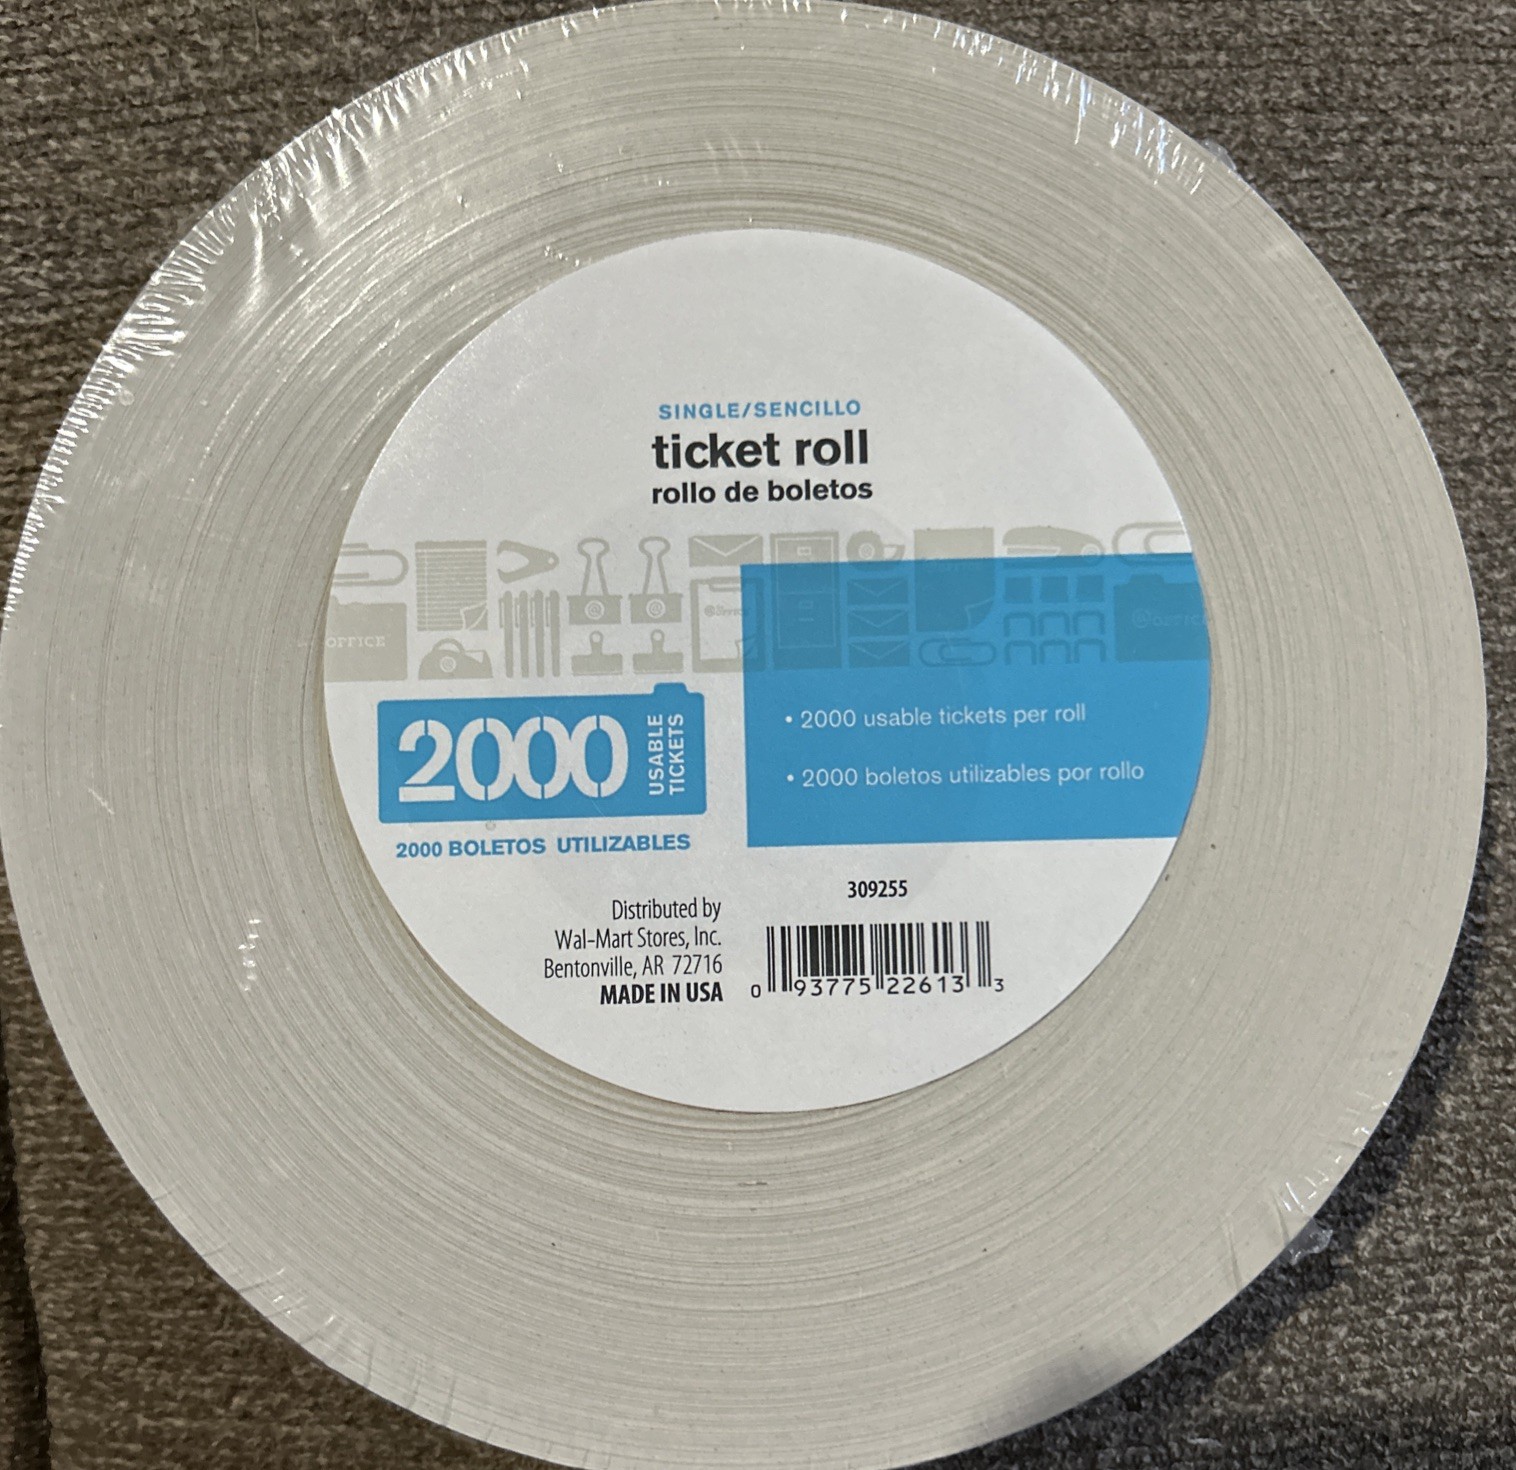 SINGLE/SENCILLO
ticket roll
rollo de boletos
OFFICE
2000
USABLE
TICKETS
2000 BOLETOS UTILIZABLES
• 2000 usable tickets per roll
• 2000 boletos utilizables por rollo
309255
Distributed by
Wal-Mart Stores, Inc.
Bentonville, AR 72716
MADE IN USA
0 93775 22613 3